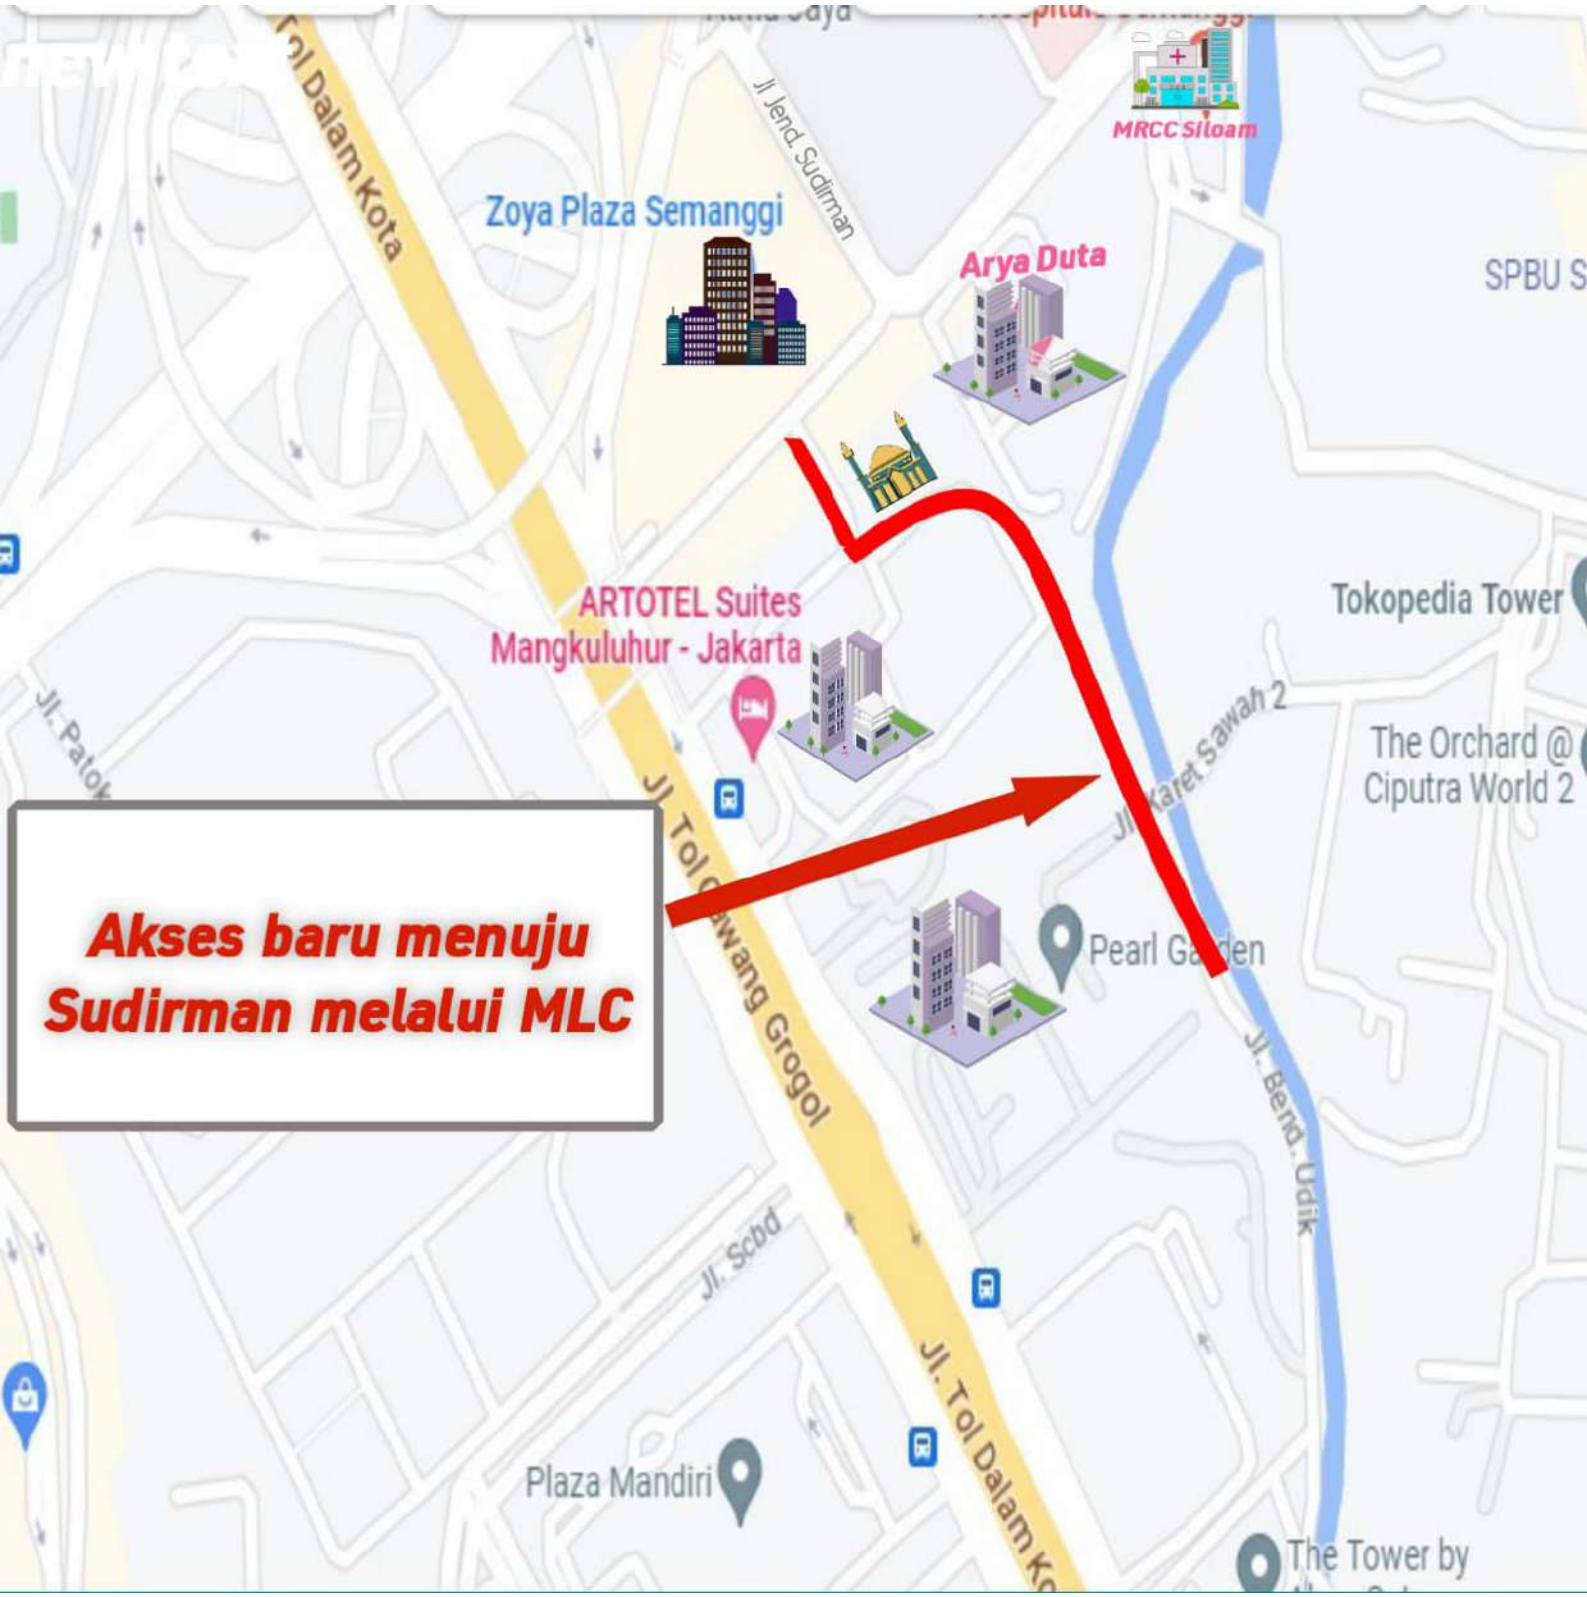 Tol Dalam Kota
Jl Jend. Sudirman
MRCC Siloam
Zoya Plaza Semanggi
Arya Duta
SPBU S
ARTOTEL Suites
Mangkuluhur - Jakarta
Tokopedia Tower
Jl. Karet Sawah 2
The Orchard @
Ciputra World 2
Jl. Patok
Jl. Tol Cawang Grogol
Akses baru menuju
Sudirman melalui MLC
Pearl Garden
Jl. Bend. Udik
Jl. Scbd
Jl. Tol Dalam Ko
Plaza Mandiri
The Tower by